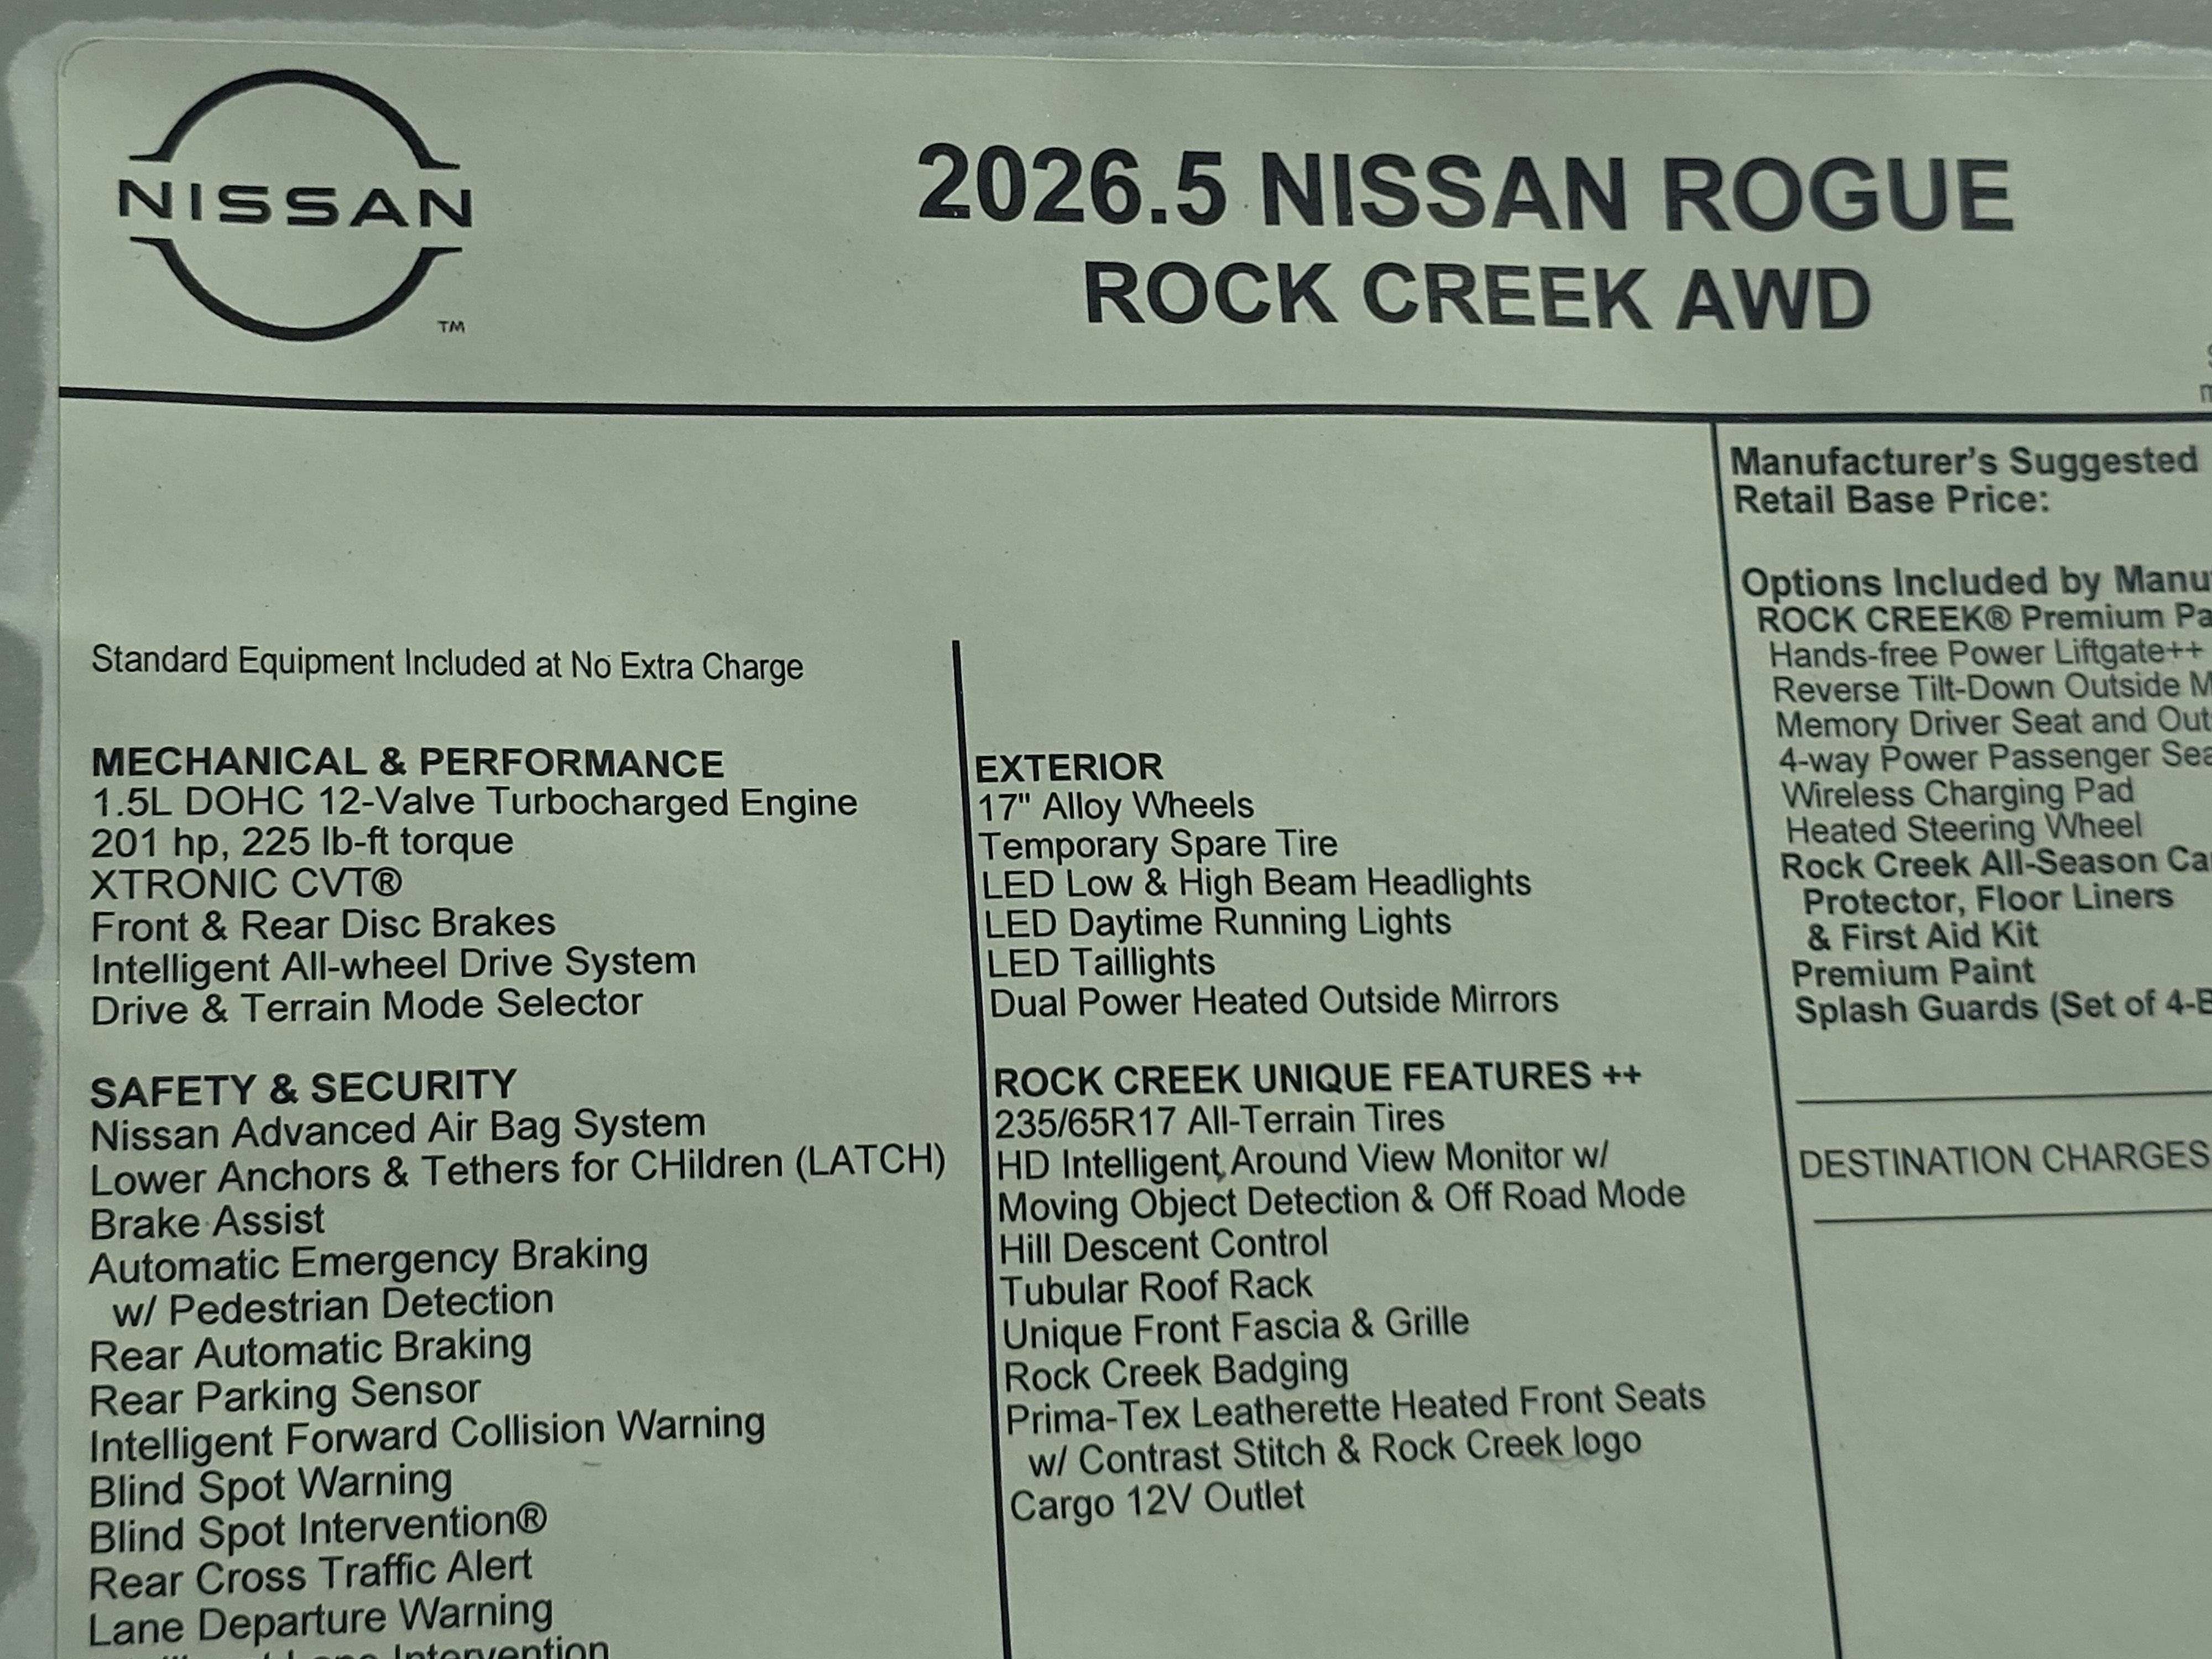 NISSAN
TM
2026.5 NISSAN ROGUE
ROCK CREEK AWD
Standard Equipment Included at No Extra Charge
MECHANICAL & PERFORMANCE
1.5L DOHC 12-Valve Turbocharged Engine
201 hp, 225 lb-ft torque
XTRONIC CVT®
Front & Rear Disc Brakes
Intelligent All-wheel Drive System
Drive & Terrain Mode Selector
SAFETY & SECURITY
Nissan Advanced Air Bag System
Lower Anchors & Tethers for CHildren (LATCH)
Brake Assist
Automatic Emergency Braking
w/ Pedestrian Detection
Rear Automatic Braking
Rear Parking Sensor
Intelligent Forward Collision Warning
Blind Spot Warning
Blind Spot Intervention®
Rear Cross Traffic Alert
Lane Departure Warning
Intervention
EXTERIOR
17" Alloy Wheels
Temporary Spare Tire
LED Low & High Beam Headlights
LED Daytime Running Lights
LED Taillights
Dual Power Heated Outside Mirrors
ROCK CREEK UNIQUE FEATURES ++
235/65R17 All-Terrain Tires
HD Intelligent Around View Monitor w/
Moving Object Detection & Off Road Mode
Hill Descent Control
Tubular Roof Rack
Unique Front Fascia & Grille
Rock Creek Badging
Prima-Tex Leatherette Heated Front Seats
w/ Contrast Stitch & Rock Creek logo
Cargo 12V Outlet
Manufacturer's Suggested
Retail Base Price:
Options Included by
ROCK CREEK® Premium
Hands-free Power Liftgate++
Reverse Tilt-Down Outside
Memory Driver Seat and
4-way Power Passenger
Wireless Charging Pad
Heated Steering Wheel
Rock Creek All-Season
Protector, Floor Liners
& First Aid Kit
Premium Paint
Splash Guards (Set of
DESTINATION CHARGES